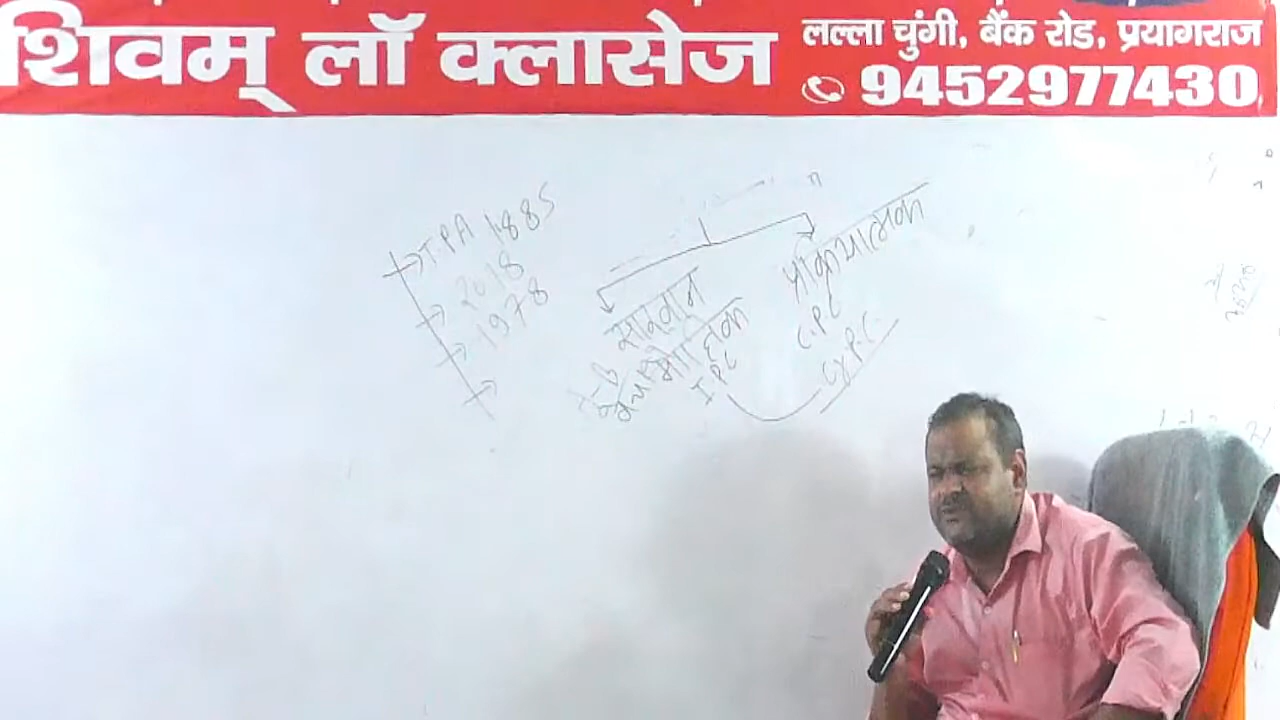 शिवम् लॉ क्लासेज
लल्ला चुंगी, बैंक रोड, प्रयागराज
9452977430
T.P.A 1885
2018
1978
सारवान
प्रक्रियात्मक
I.P.C
C.P.C
Cr.P.C.